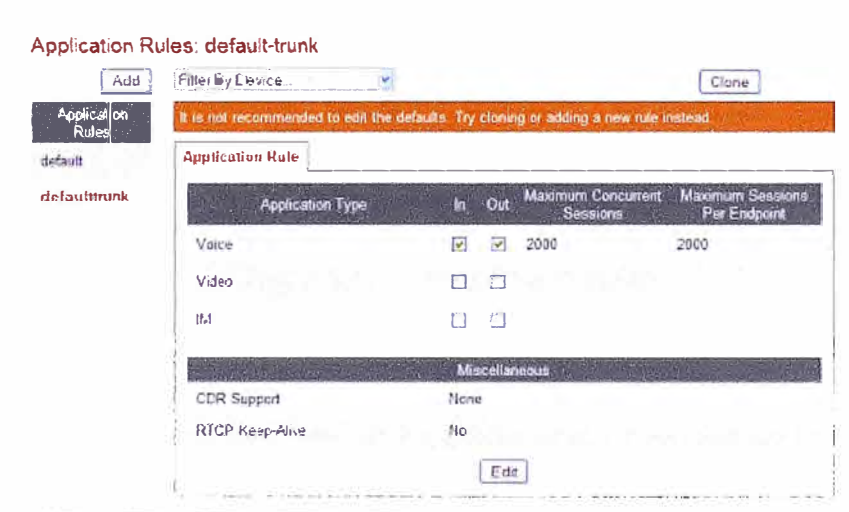 Application Rules: default-trunk
Add
Filter By Device...
Clone
Application Rules
It is not recommended to edit the defaults. Try cloning or adding a new rule instead.
default
defaulttrunk
Application Rule
Application Type In Out Maximum Concurrent Sessions Maximum Sessions Per Endpoint
Voice 2000 2000
Video
IM
Miscellaneous
CDR Support None
RTCP Keep-Alive No
Edit